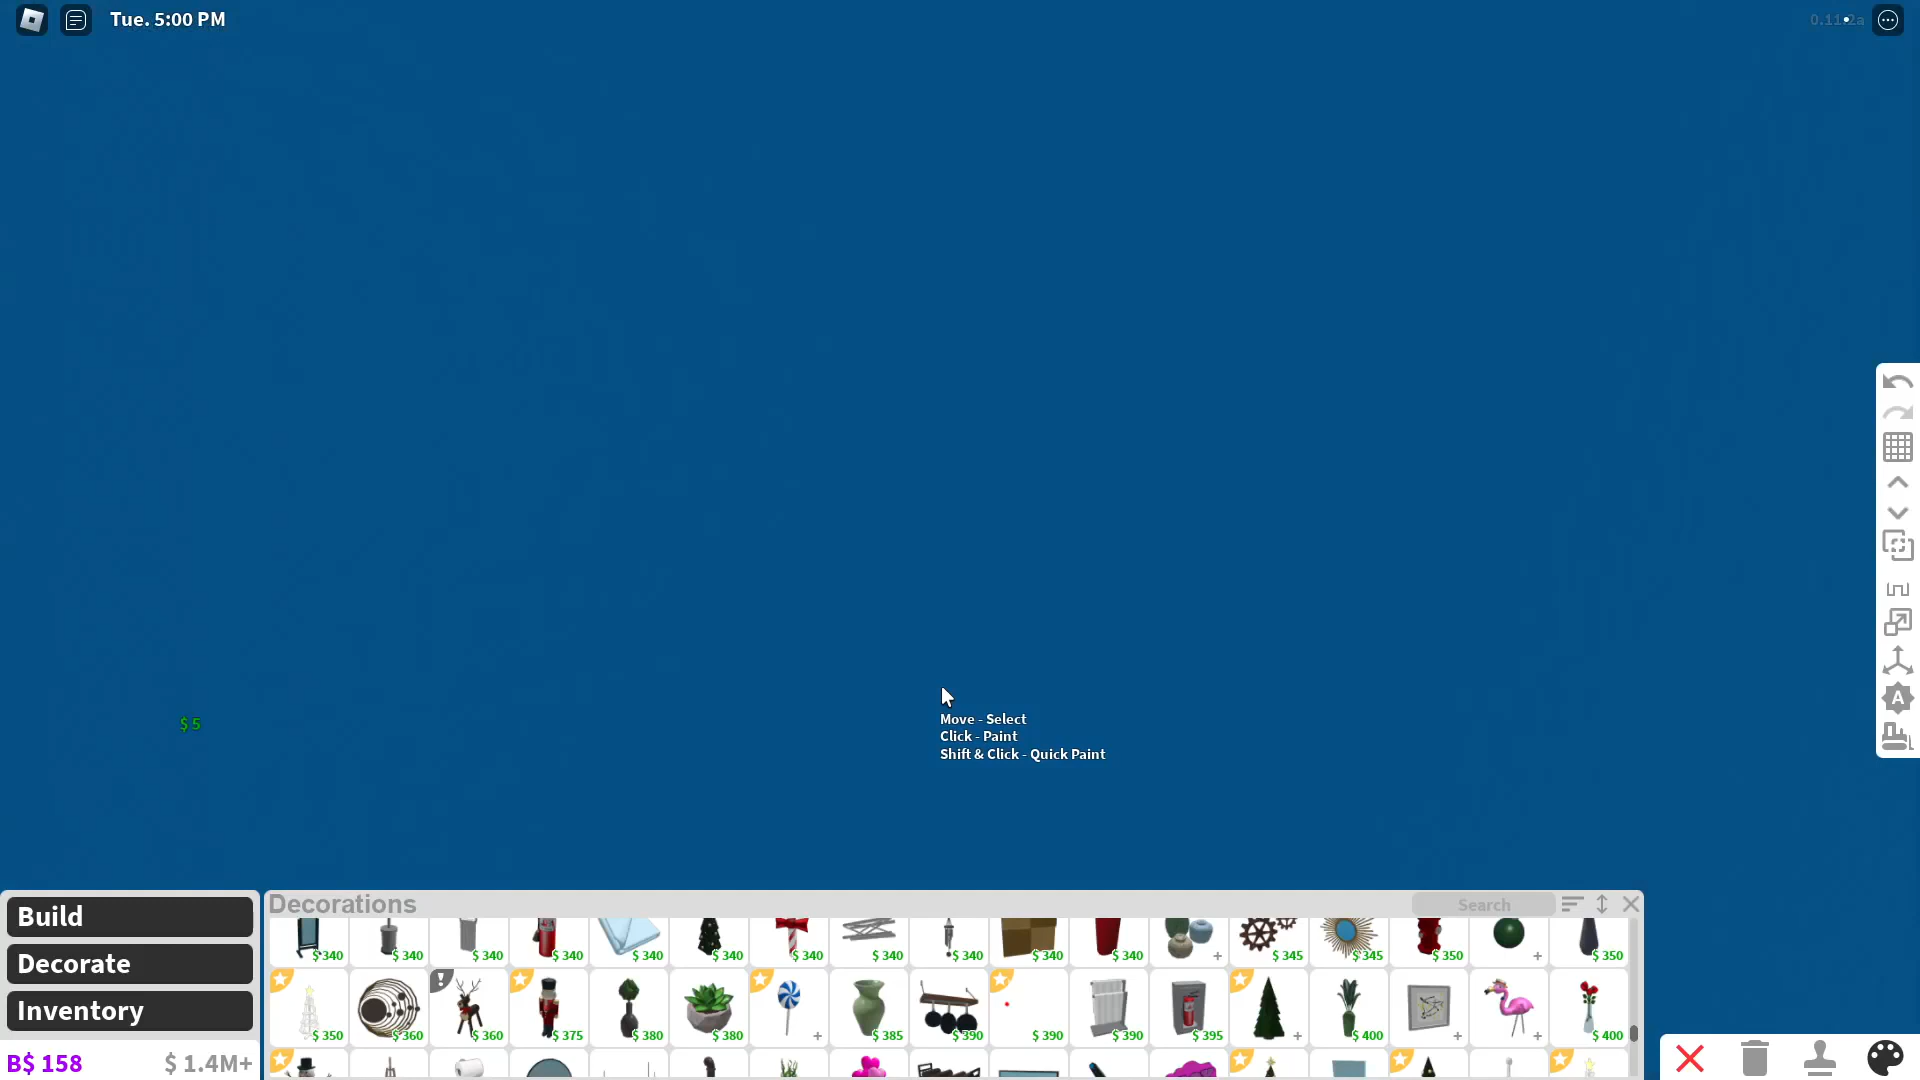 Tue. 5:00 PM
$ 5
Move - Select
Click - Paint
Shift & Click - Quick Paint
A
Build
Decorate
Inventory
B$ 158
$ 1.4M+
Decorations
Search
$ 340 $ 340 $ 340 $ 340 $ 340 $ 340 $ 340 $ 340 $ 340 $ 340 $ 340 + $ 345 $ 345 $ 350 + $ 350
$ 350 $ 360 $ 360 $ 375 $ 380 $ 380 + $ 385 $ 390 $ 390 $ 390 $ 395 + $ 400 + + $ 400